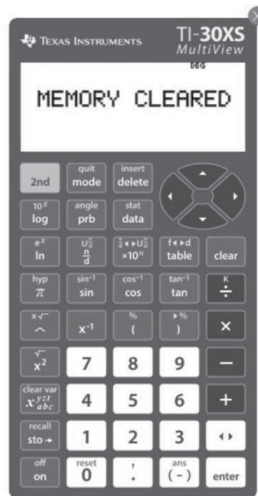 TEXAS INSTRUMENTS TI-30XS
MultiView
DEG
MEMORY CLEARED
quit insert
2nd mode delete
10ˣ angle stat
log prb data
eˣ f◄►d
ln n/d table clear
hyp sin⁻¹ cos⁻¹ tan⁻¹ K
π sin cos tan ÷
% ►%
^ x⁻¹ ( ) ×
√
x² 7 8 9 −
clear var
x yzt abc 4 5 6 +
recall
sto→ 1 2 3 ◄►
off reset , ans
on 0 . (-) enter